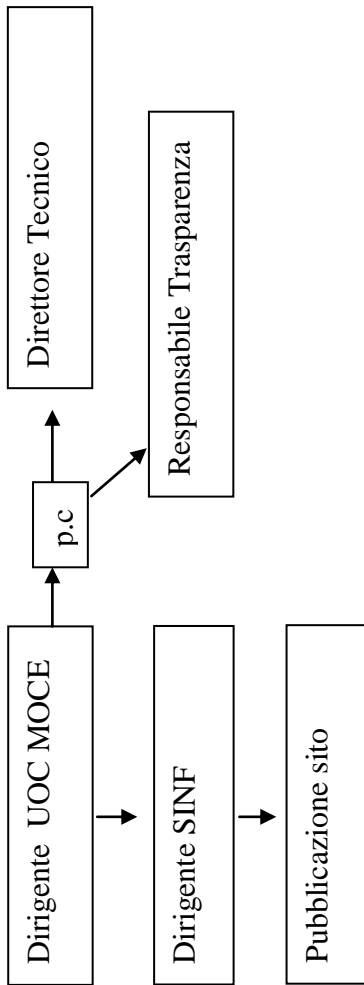 Dirigente UOC MOCE
p.c
Direttore Tecnico
Dirigente SINF
Responsabile Trasparenza
Pubblicazione sito